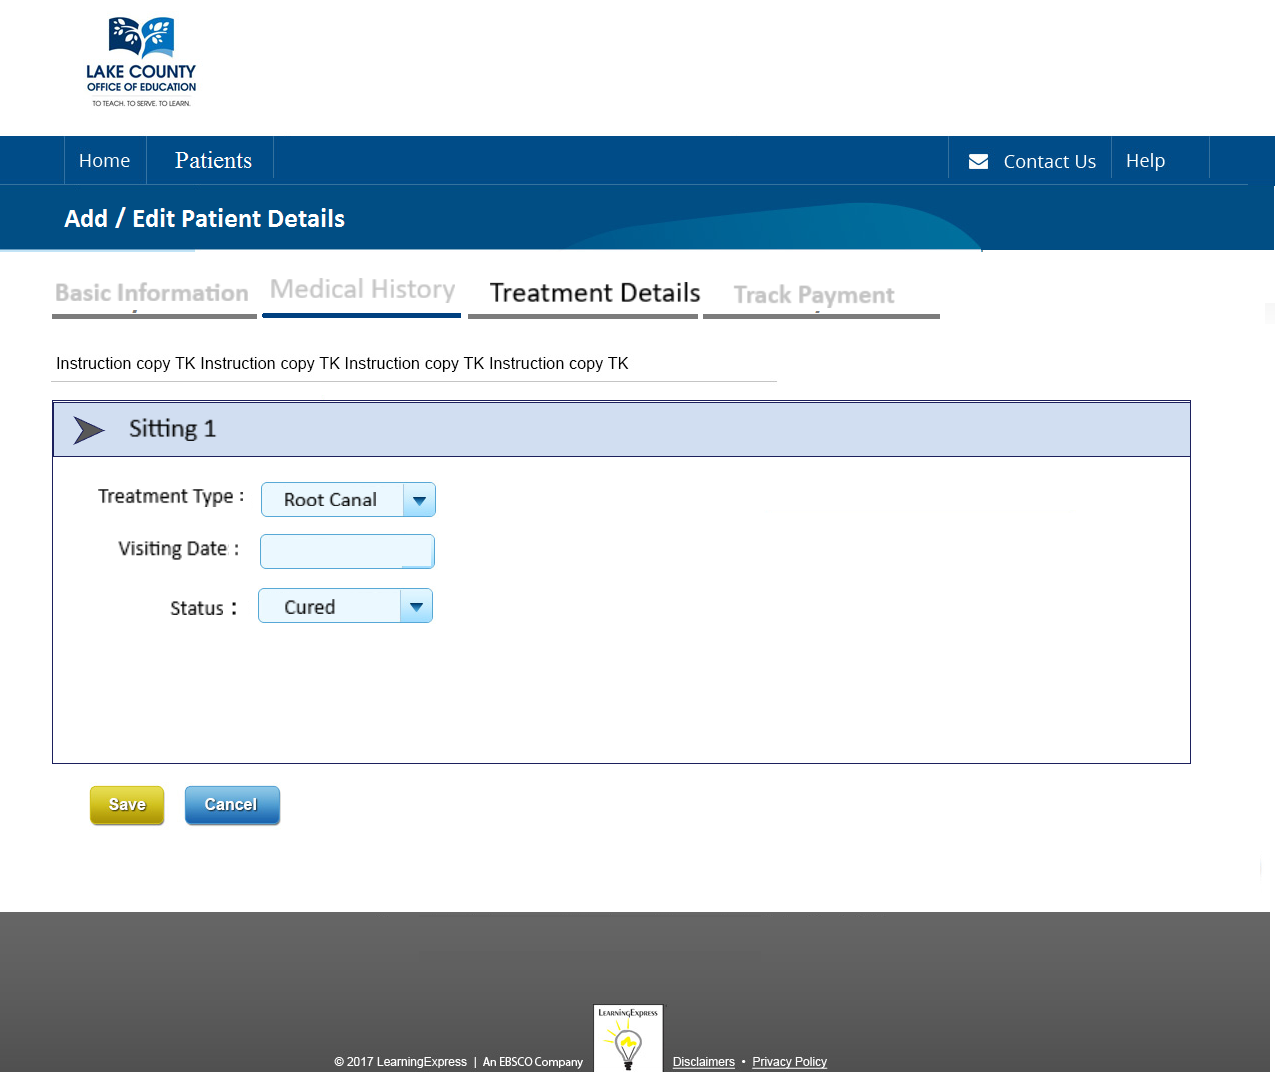 LAKE COUNTY
OFFICE OF EDUCATION
TO TEACH. TO SERVE. TO LEARN.
Home Patients Contact Us Help
Add / Edit Patient Details
Basic Information Medical History Treatment Details Track Payment
Instruction copy TK Instruction copy TK Instruction copy TK Instruction copy TK
Sitting 1
Treatment Type : Root Canal
Visiting Date :
Status : Cured
Save Cancel
LEARNINGEXPRESS
© 2017 LearningExpress | An EBSCO Company Disclaimers • Privacy Policy